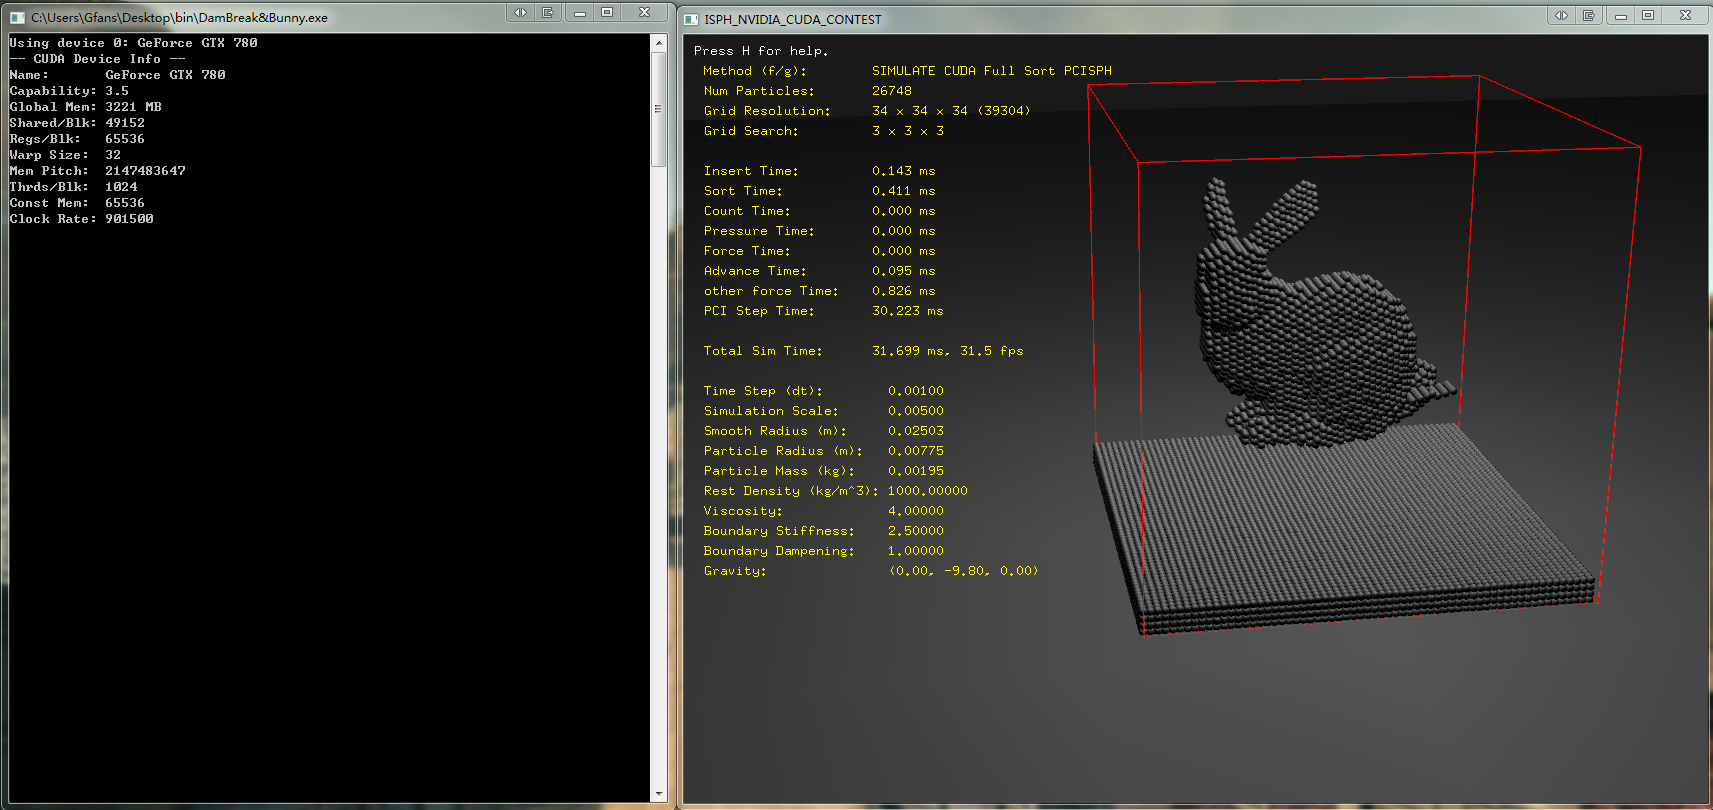 C:\Users\Gfans\Desktop\bin\DamBreak&Bunny.exe
Using device 0: GeForce GTX 780
-- CUDA Device Info --
Name:       GeForce GTX 780
Capability: 3.5
Global Mem: 3221 MB
Shared/Blk: 49152
Regs/Blk:   65536
Warp Size:  32
Mem Pitch:  2147483647
Thrds/Blk:  1024
Const Mem:  65536
Clock Rate: 901500
ISPH_NVIDIA_CUDA_CONTEST
Press H for help.
Method (f/g): SIMULATE CUDA Full Sort PCISPH
Num Particles: 26748
Grid Resolution: 34 x 34 x 34 (39304)
Grid Search: 3 x 3 x 3
Insert Time: 0.143 ms
Sort Time: 0.411 ms
Count Time: 0.000 ms
Pressure Time: 0.000 ms
Force Time: 0.000 ms
Advance Time: 0.095 ms
other force Time: 0.826 ms
PCI Step Time: 30.223 ms
Total Sim Time: 31.699 ms, 31.5 fps
Time Step (dt): 0.00100
Simulation Scale: 0.00500
Smooth Radius (m): 0.02503
Particle Radius (m): 0.00775
Particle Mass (kg): 0.00195
Rest Density (kg/m^3): 1000.00000
Viscosity: 4.00000
Boundary Stiffness: 2.50000
Boundary Dampening: 1.00000
Gravity: (0.00, -9.80, 0.00)